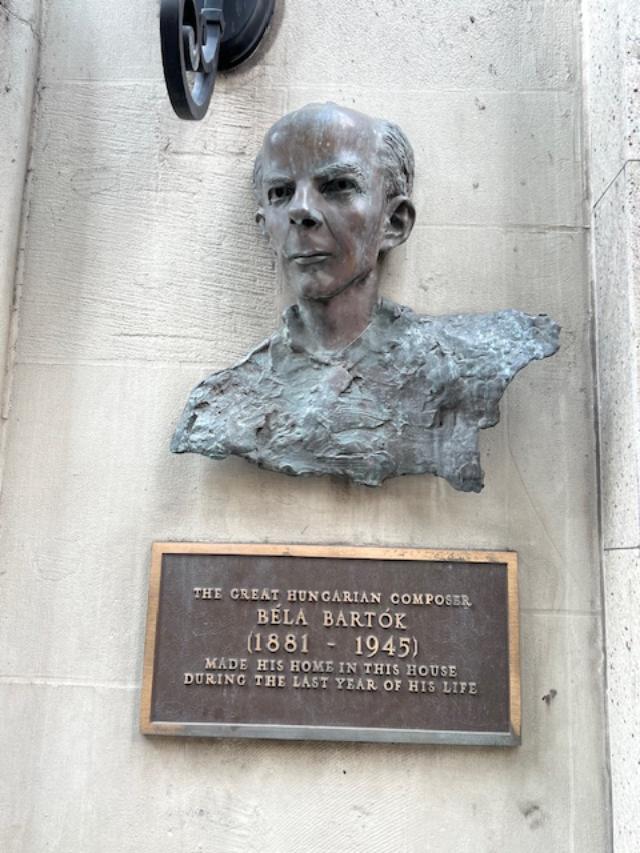 THE GREAT HUNGARIAN COMPOSER
BÉLA BARTÓK
(1881 - 1945)
MADE HIS HOME IN THIS HOUSE
DURING THE LAST YEAR OF HIS LIFE